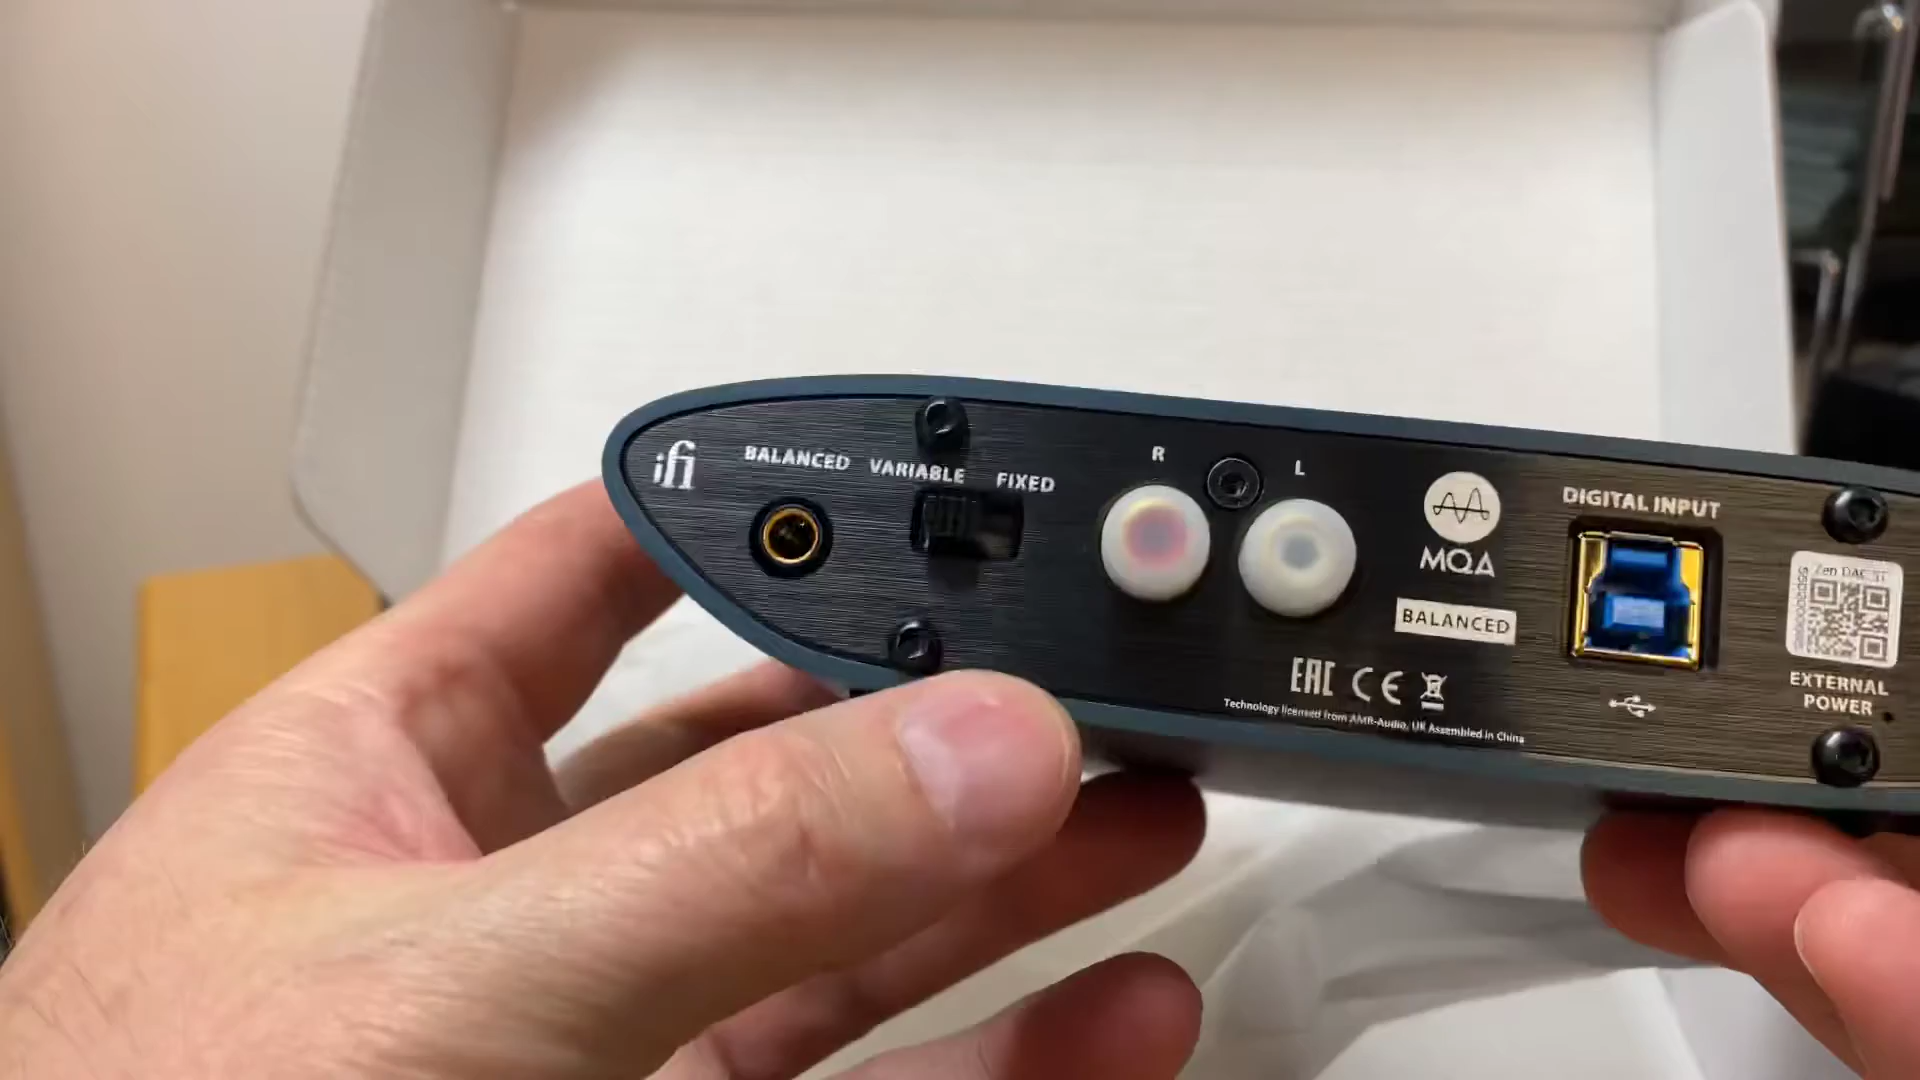 ifi
BALANCED
VARIABLE
FIXED
R
L
MQA
BALANCED
DIGITAL INPUT
Zen DAC
EXTERNAL
POWER
EAC CE
Technology licensed from AMR-Audio, UK Assembled in China